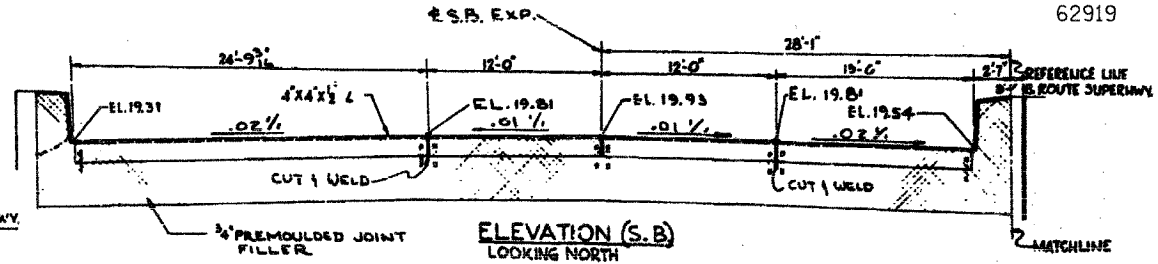 62919
℄ S.B. EXP.
28'-1"
24'-9 3/16"
12'-0"
12'-0"
13'-6"
2'-7"
REFERENCE LINE
I.B. ROUTE SUPERHWY.
EL. 19.31
4"X4"X½" L
EL. 19.81
EL. 19.93
EL. 19.81
EL. 19.54
.02 %
.01 %
.01 %
.02 %
CUT & WELD
CUT & WELD
WY.
¾" PREMOULDED JOINT
FILLER
ELEVATION (S.B)
LOOKING NORTH
MATCHLINE